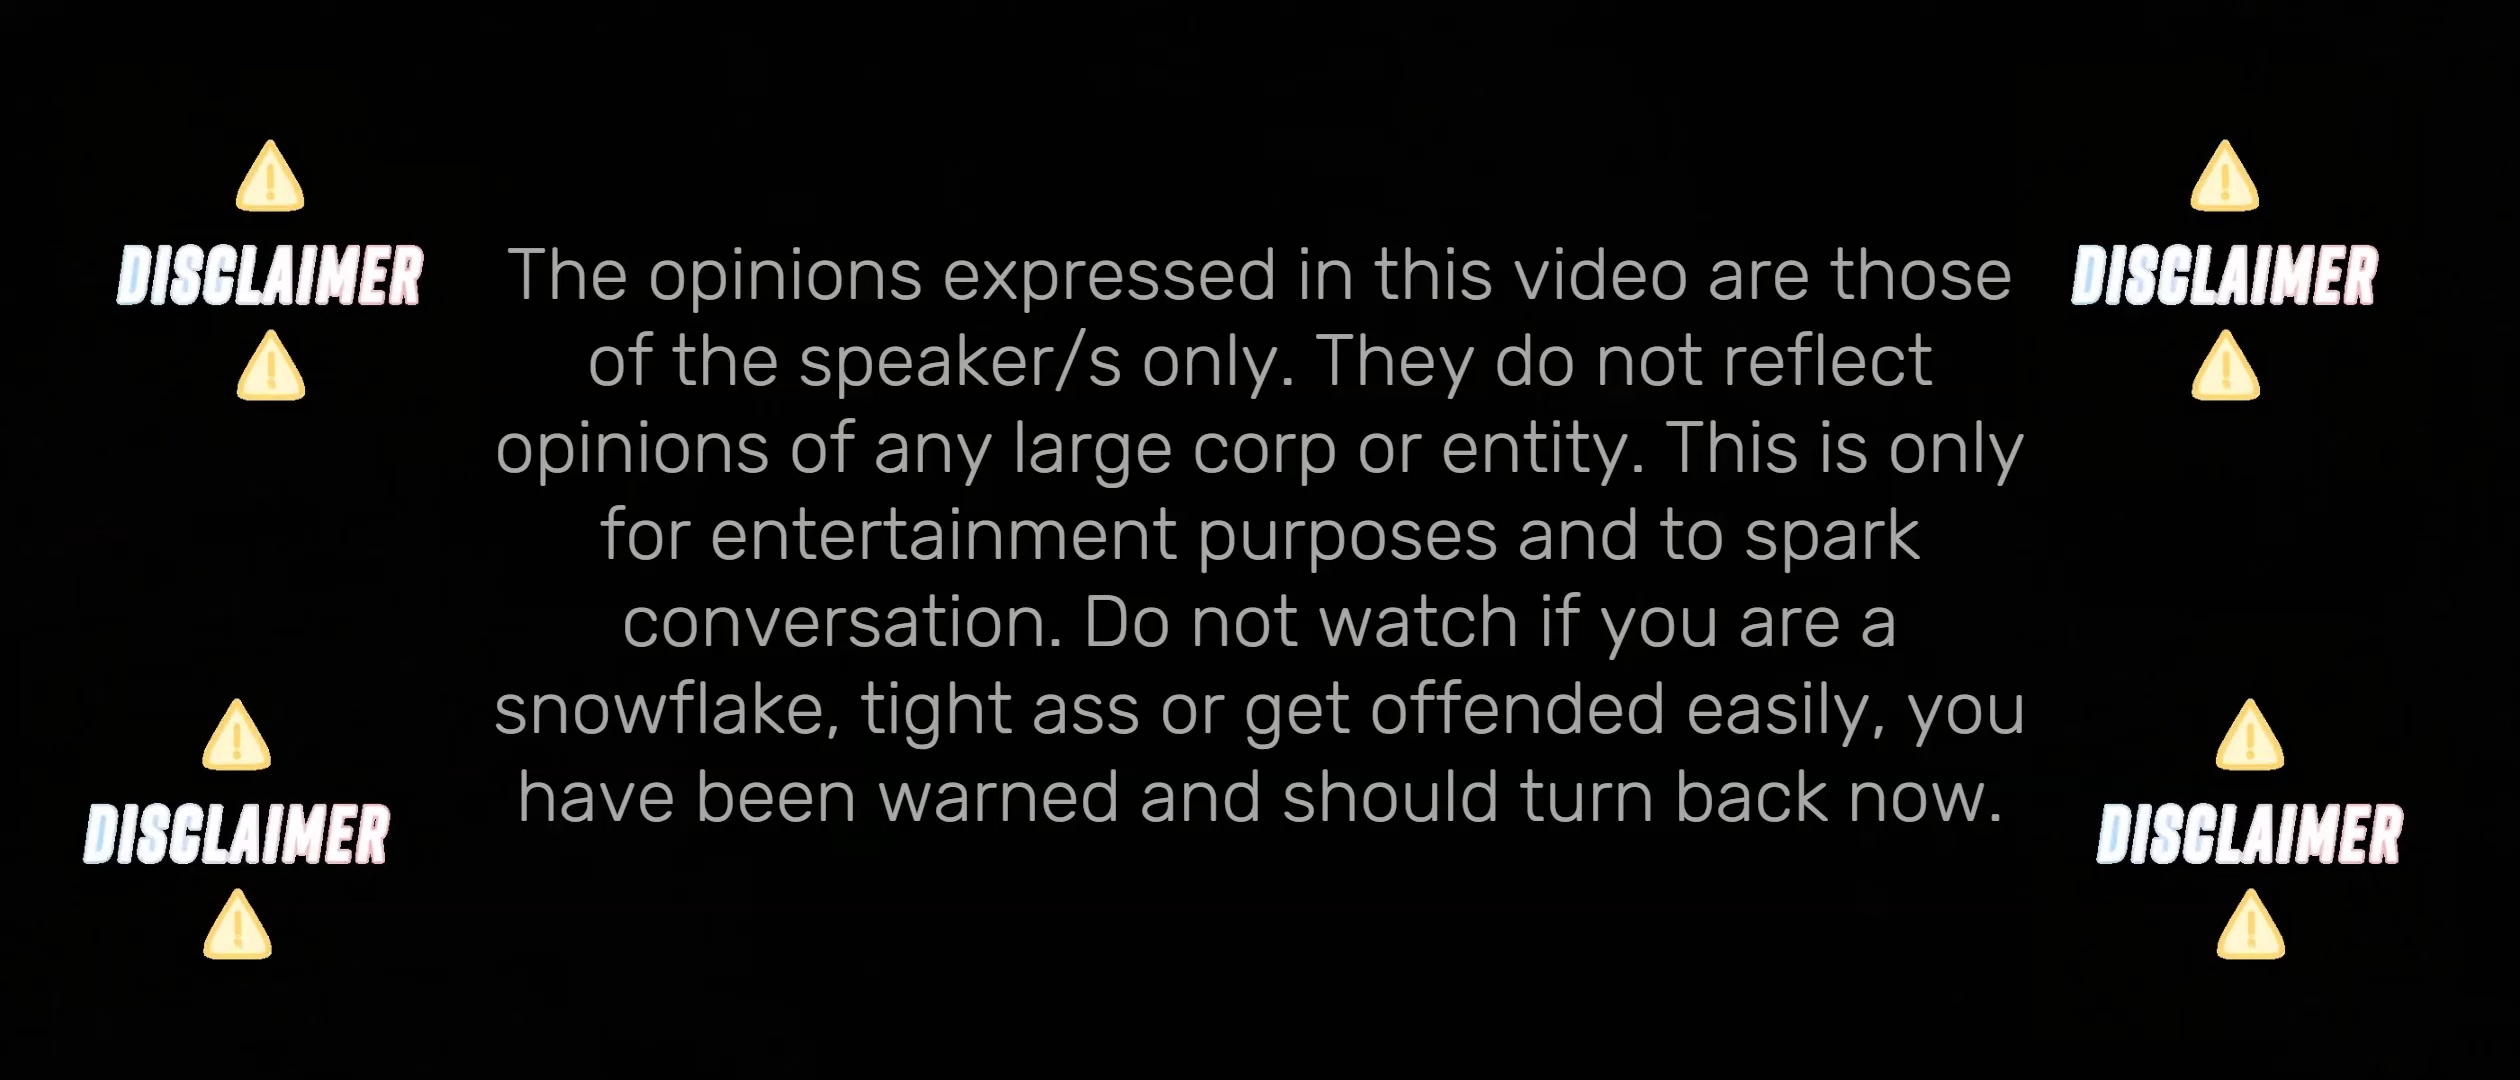 DISCLAIMER
DISCLAIMER
The opinions expressed in this video are those
of the speaker/s only. They do not reflect
opinions of any large corp or entity. This is only
for entertainment purposes and to spark
conversation. Do not watch if you are a
snowflake, tight ass or get offended easily, you
have been warned and should turn back now.
DISCLAIMER
DISCLAIMER